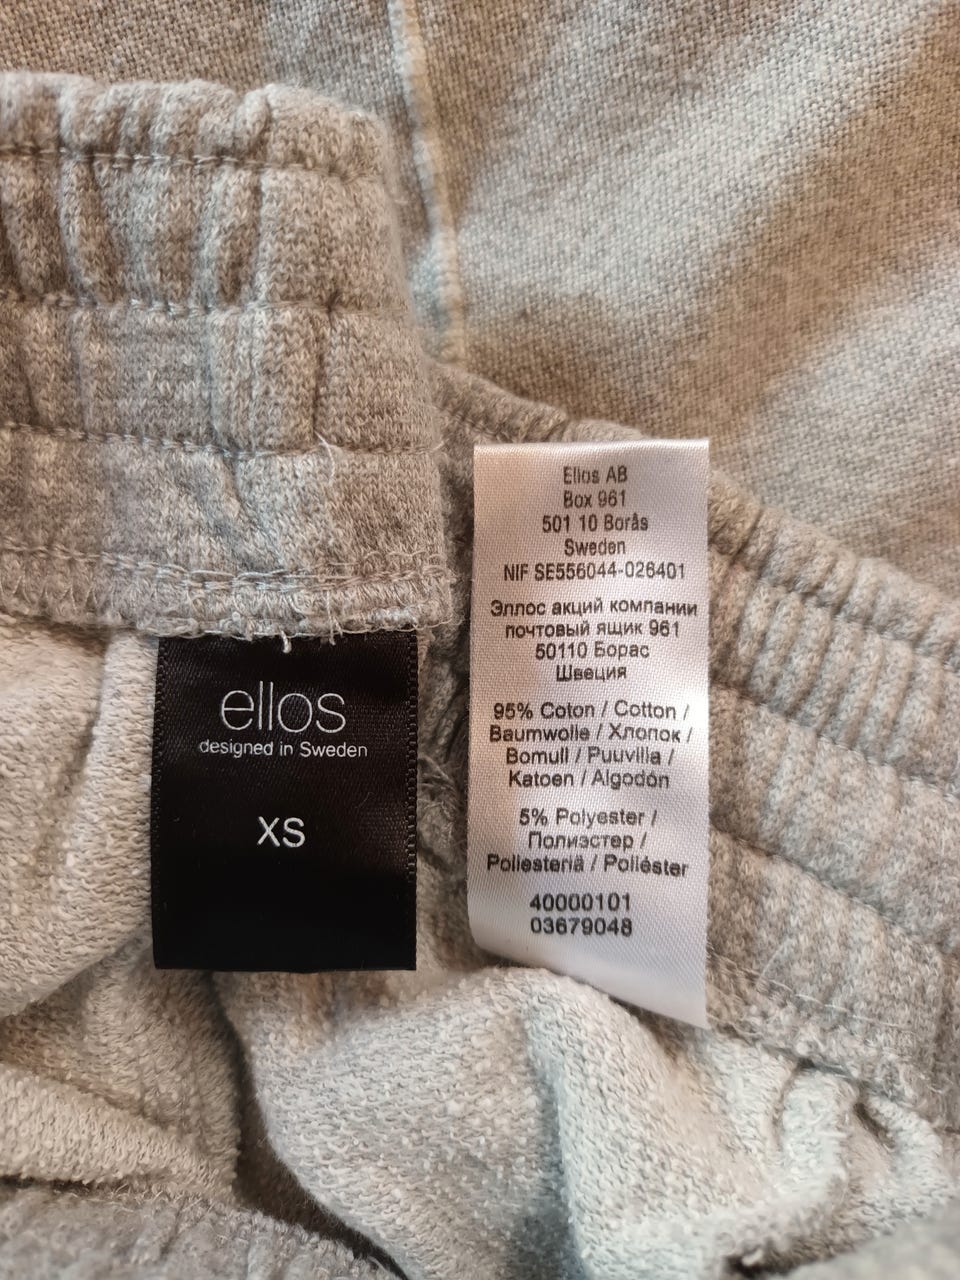 ellos
designed in Sweden
XS
Ellos AB
Box 961
501 10 Borås
Sweden
NIF SE556044-026401
Эллос акций компании
почтовый ящик 961
50110 Борас
Швеция
95% Coton / Cotton /
Baumwolle / Хлопок /
Bomull / Puuvilla /
Katoen / Algodón
5% Polyester /
Полиэстер /
Poliesteriä / Poliéster
40000101
03679048